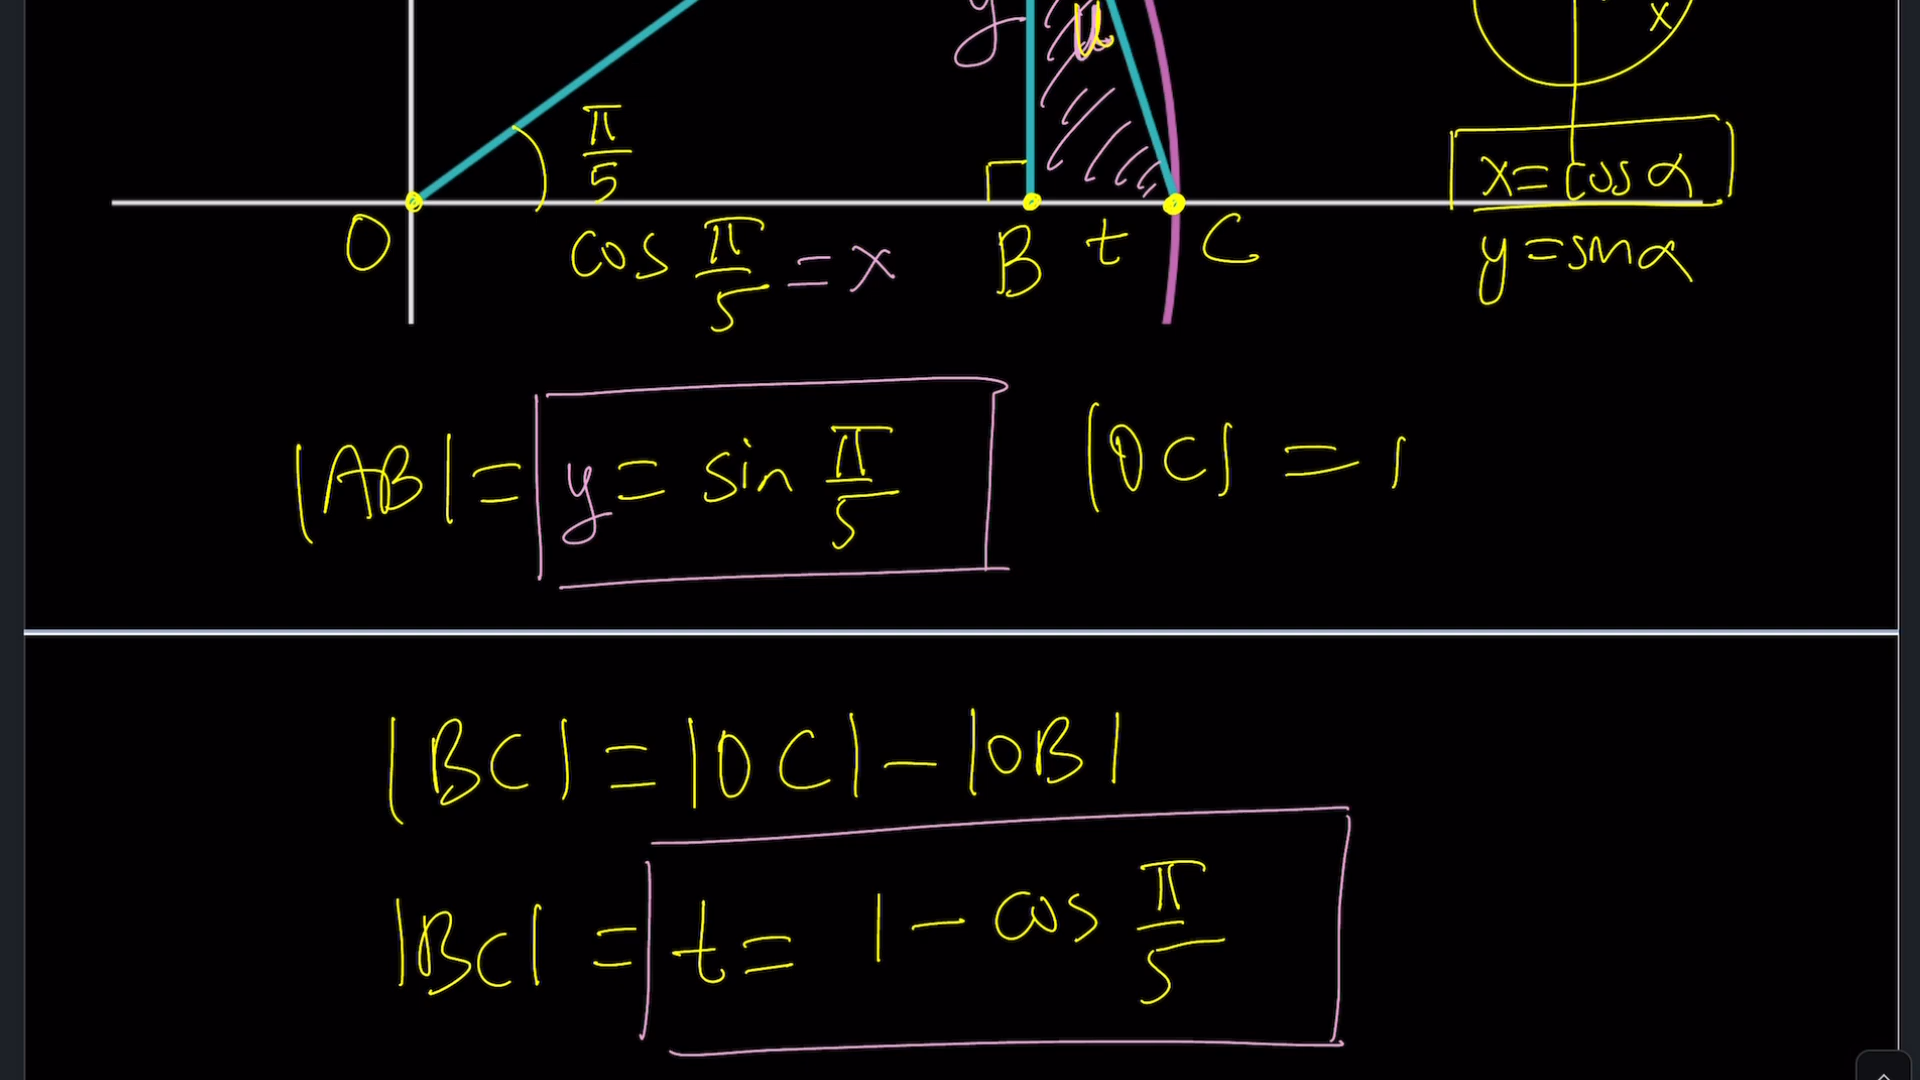 y u x
π/5
x = cos α
O cos π/5 = x B t C
y = sin α
|AB| = y = sin π/5 |OC| = 1
|BC| = |OC| - |OB|
|BC| = t = 1 - cos π/5